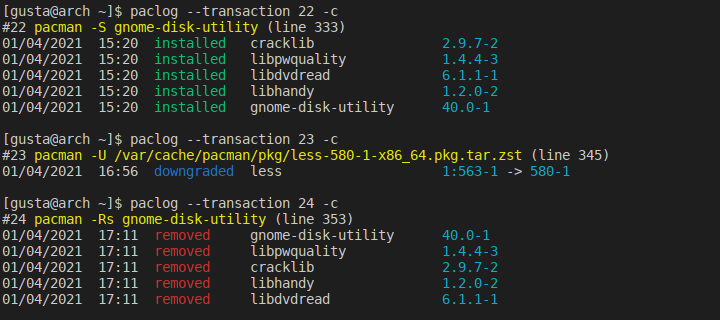 [gusta@arch ~]$ paclog --transaction 22 -c
#22 pacman -S gnome-disk-utility (line 333)
01/04/2021  15:20  installed   cracklib                2.9.7-2
01/04/2021  15:20  installed   libpwquality            1.4.4-3
01/04/2021  15:20  installed   libdvdread              6.1.1-1
01/04/2021  15:20  installed   libhandy                1.2.0-2
01/04/2021  15:20  installed   gnome-disk-utility      40.0-1
[gusta@arch ~]$ paclog --transaction 23 -c
#23 pacman -U /var/cache/pacman/pkg/less-580-1-x86_64.pkg.tar.zst (line 345)
01/04/2021  16:56  downgraded  less                    1:563-1 -> 580-1
[gusta@arch ~]$ paclog --transaction 24 -c
#24 pacman -Rs gnome-disk-utility (line 353)
01/04/2021  17:11  removed     gnome-disk-utility      40.0-1
01/04/2021  17:11  removed     libpwquality            1.4.4-3
01/04/2021  17:11  removed     cracklib                2.9.7-2
01/04/2021  17:11  removed     libhandy                1.2.0-2
01/04/2021  17:11  removed     libdvdread              6.1.1-1